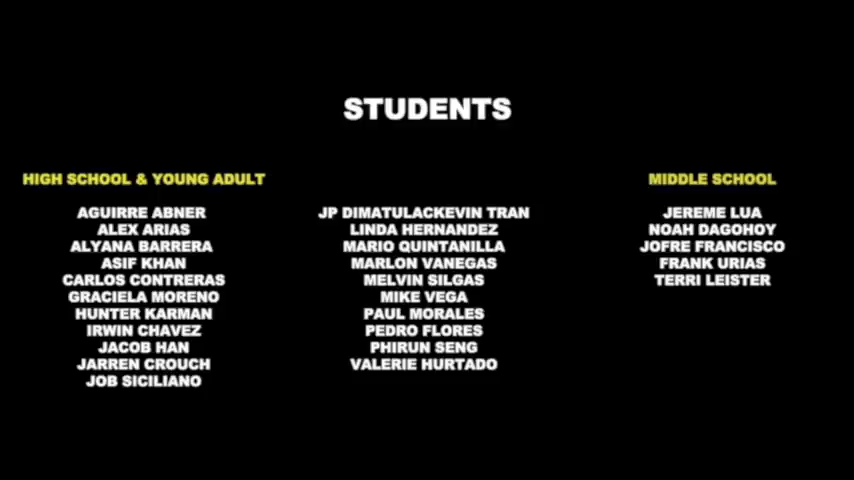 STUDENTS
HIGH SCHOOL & YOUNG ADULT
AGUIRRE ABNER
ALEX ARIAS
ALYANA BARRERA
ASIF KHAN
CARLOS CONTRERAS
GRACIELA MORENO
HUNTER KARMAN
IRWIN CHAVEZ
JACOB HAN
JARREN CROUCH
JOB SICILIANO
JP DIMATULACKEVIN TRAN
LINDA HERNANDEZ
MARIO QUINTANILLA
MARLON VANEGAS
MELVIN SILGAS
MIKE VEGA
PAUL MORALES
PEDRO FLORES
PHIRUN SENG
VALERIE HURTADO
MIDDLE SCHOOL
JEREME LUA
NOAH DAGOHOY
JOFRE FRANCISCO
FRANK URIAS
TERRI LEISTER